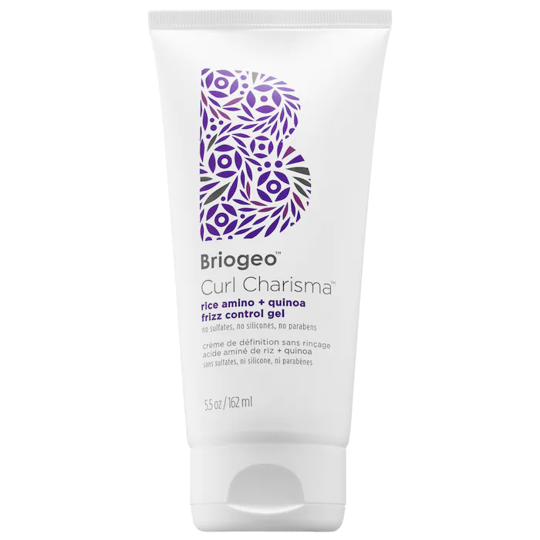 Briogeo™
Curl Charisma™
rice amino + quinoa
frizz control gel
no sulfates, no silicones, no parabens
crème de définition sans rinçage
acide aminé de riz + quinoa
sans sulfates, ni silicone, ni parabènes
5.5 oz / 162 ml